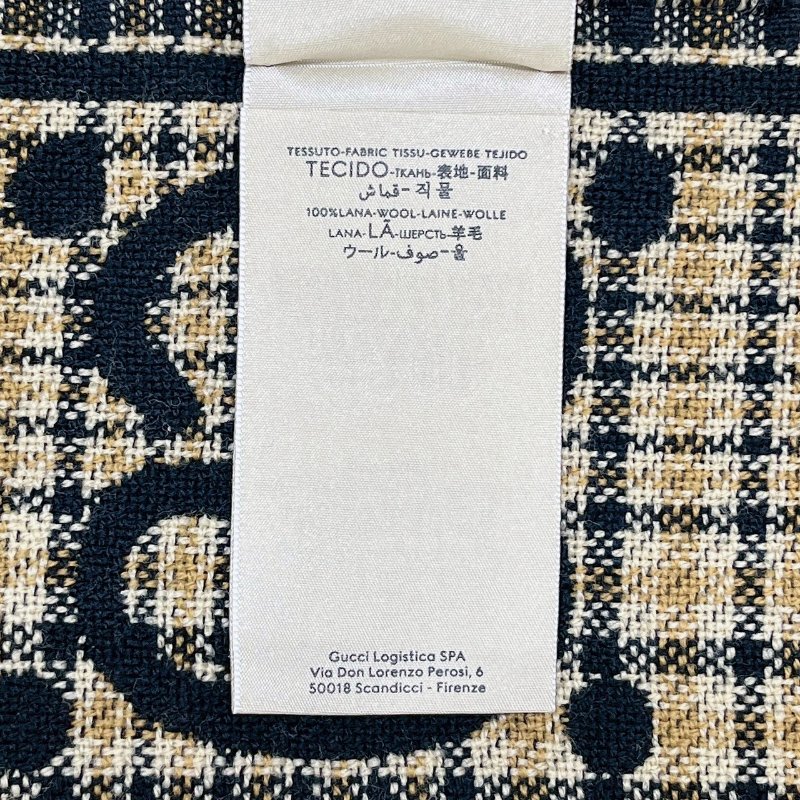 TESSUTO-FABRIC TISSU-GEWEBE TEJIDO
TECIDO-ТКАНЬ-表地-面料
قماش-직물
100%LANA-WOOL-LAINE-WOLLE
LANA-LÃ-ШЕРСТЬ-羊毛
ウール-صوف-울
Gucci Logistica SPA
Via Don Lorenzo Perosi, 6
50018 Scandicci - Firenze